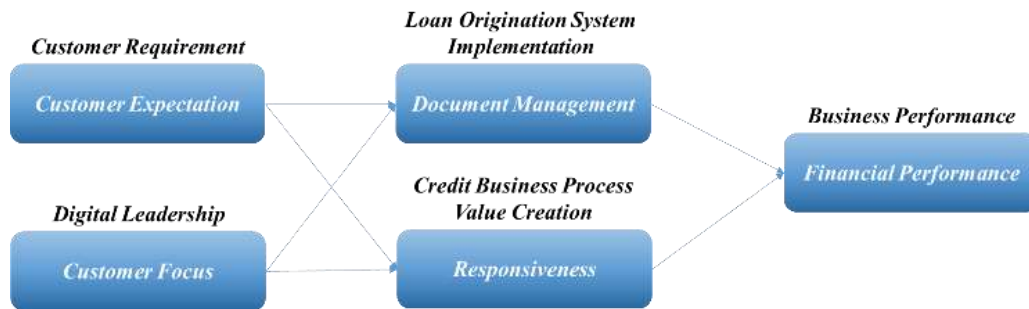 Customer Requirement
Customer Expectation
Digital Leadership
Customer Focus
Loan Origination System
Implementation
Document Management
Credit Business Process
Value Creation
Responsiveness
Business Performance
Financial Performance